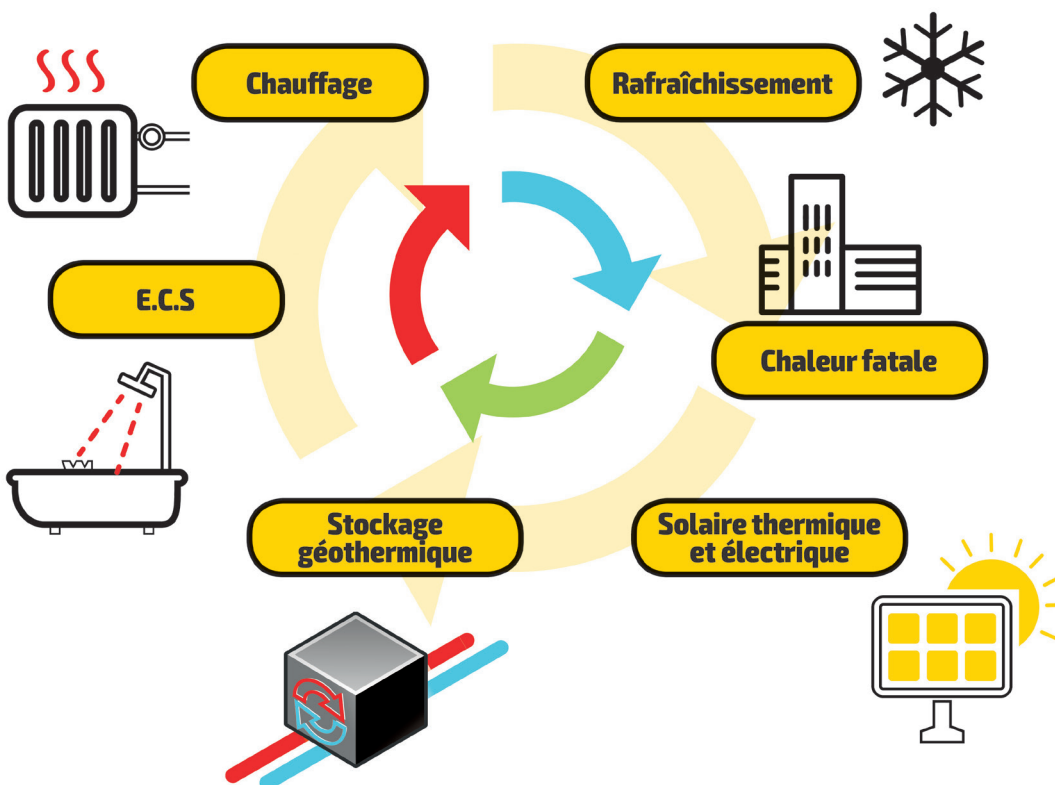 Chauffage
Rafraîchissement
E.C.S
Chaleur fatale
Stockage
géothermique
Solaire thermique
et électrique